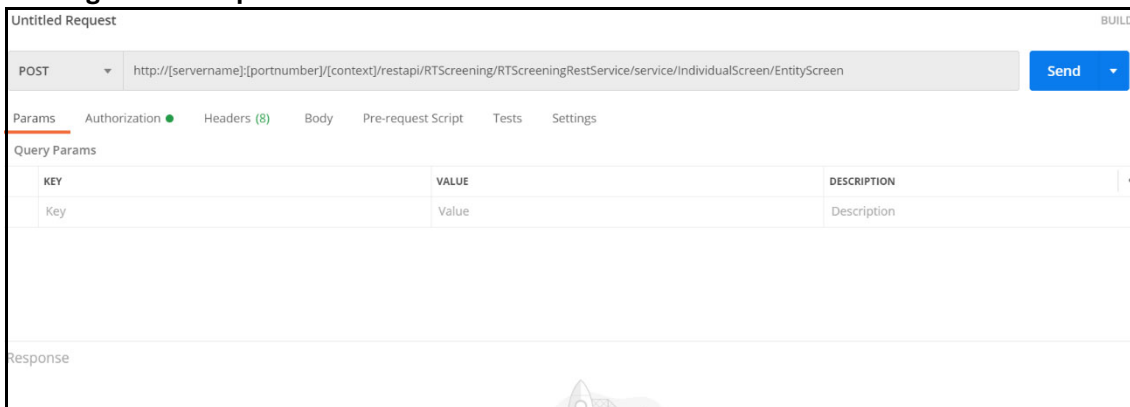 Untitled Request
BUILD
POST http://[servername]:[portnumber]/[context]/restapi/RTScreening/RTScreeningRestService/service/IndividualScreen/EntityScreen Send
Params Authorization Headers (8) Body Pre-request Script Tests Settings
Query Params
KEY VALUE DESCRIPTION
Key Value Description
Response